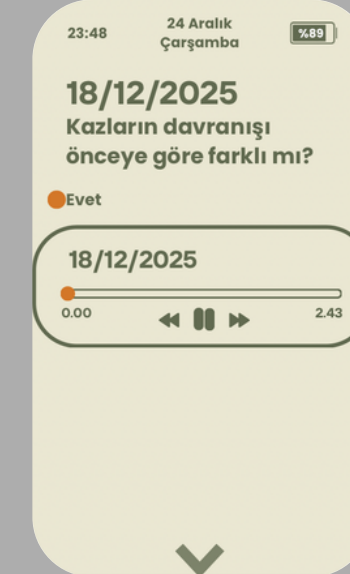 23:48
24 Aralık
Çarşamba
%89
18/12/2025
Kazların davranışı
önceye göre farklı mı?
Evet
18/12/2025
0.00
2.43